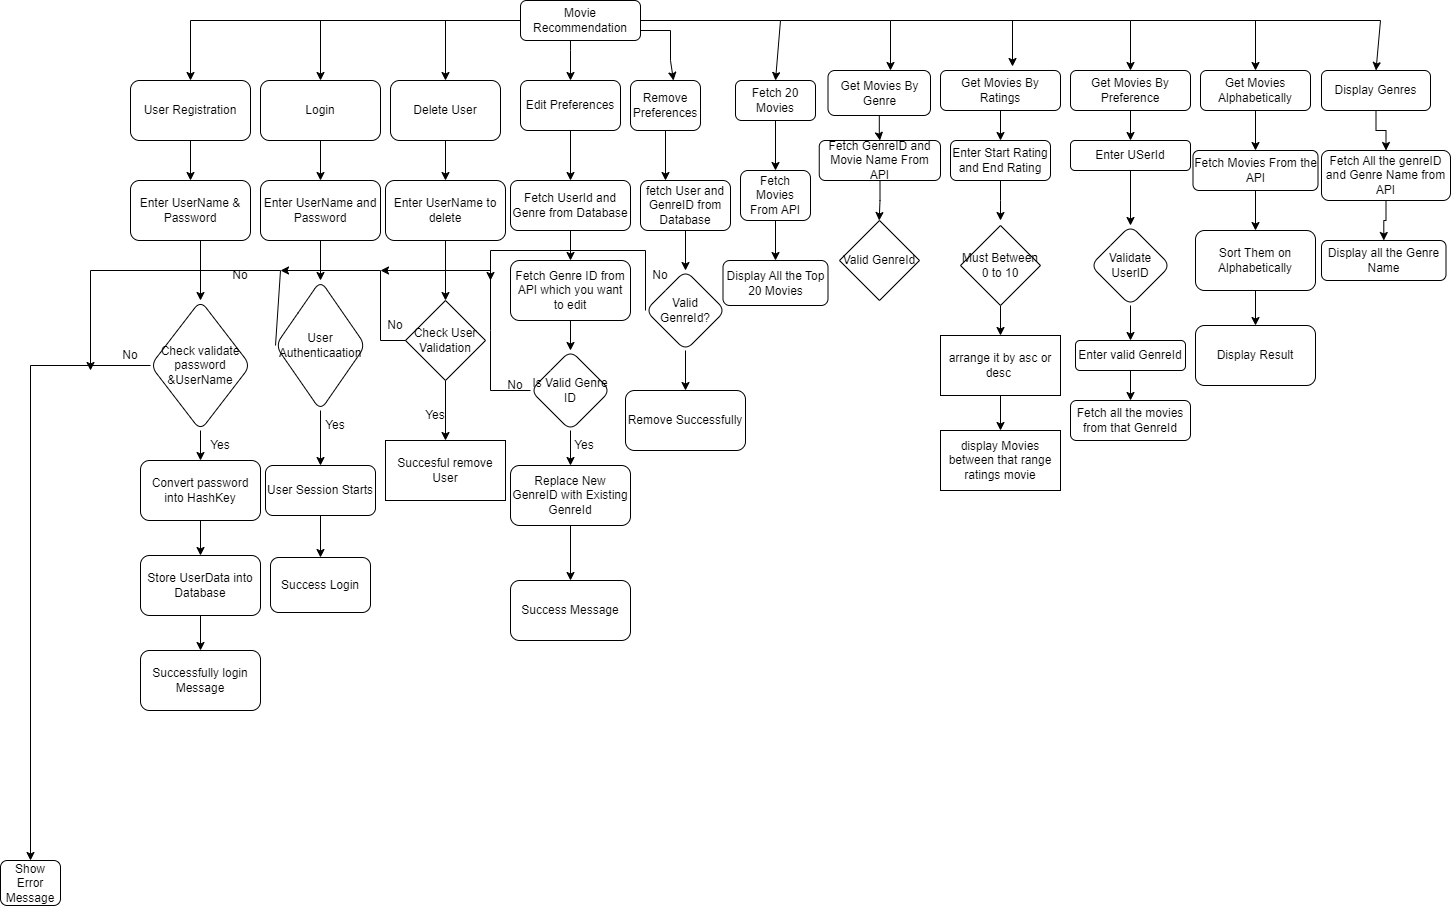 Movie
Recommendation
User Registration
Login
Delete User
Edit Preferences
Remove
Preferences
Fetch 20
Movies
Get Movies By
Genre
Get Movies By
Ratings
Get Movies By
Preference
Get Movies
Alphabetically
Display Genres
Enter UserName &
Password
Enter UserName and
Password
Enter UserName to
delete
Fetch UserId and
Genre from Database
fetch User and
GenreID from
Database
Fetch
Movies
From API
Fetch GenreID and
Movie Name From
API
Enter Start Rating
and End Rating
Enter USerId
Fetch Movies From the
API
Fetch All the genreID
and Genre Name from
API
No
Fetch Genre ID from
API which you want
to edit
No
Valid
GenreId?
Display All the Top
20 Movies
Valid GenreId
Must Between
0 to 10
Validate
UserID
Sort Them on
Alphabetically
Display all the Genre
Name
No
Check validate
password
&UserName
User
Authenticaation
No
Check User
Validation
No
Is Valid Genre
ID
Remove Successfully
arrange it by asc or
desc
Enter valid GenreId
Display Result
Fetch all the movies
from that GenreId
Yes
Yes
Yes
Yes
Convert password
into HashKey
User Session Starts
Succesful remove
User
Replace New
GenreID with Existing
GenreId
display Movies
between that range
ratings movie
Store UserData into
Database
Success Login
Success Message
Successfully login
Message
Show
Error
Message